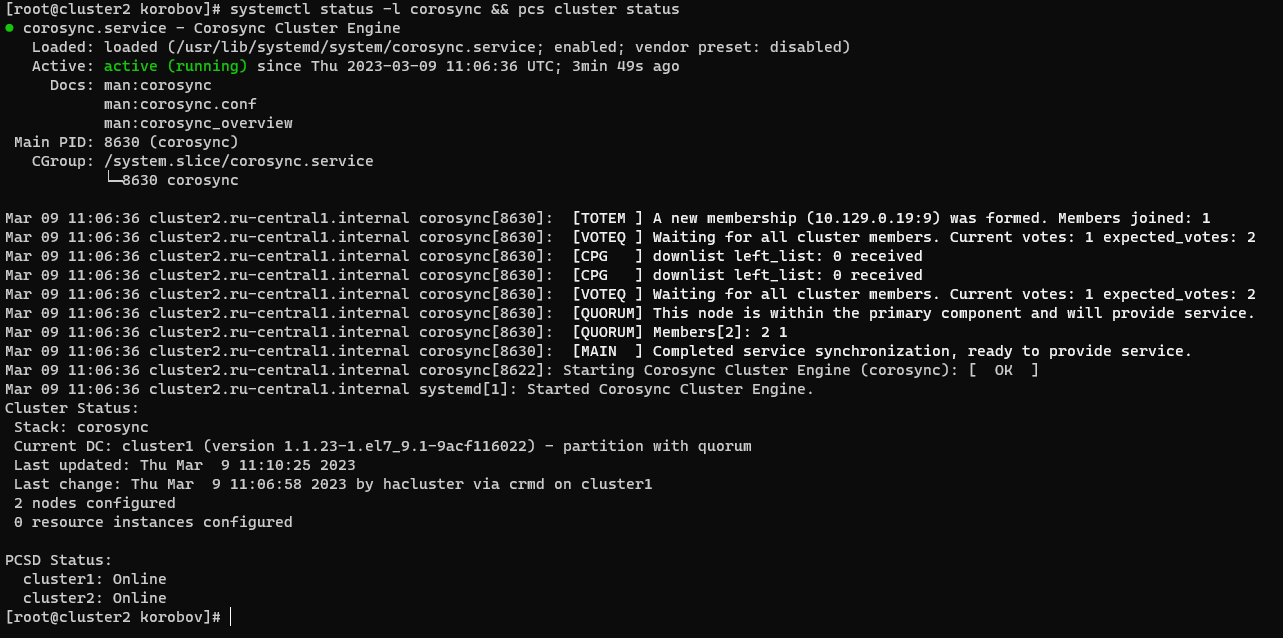 [root@cluster2 korobov]# systemctl status -l corosync && pcs cluster status
● corosync.service - Corosync Cluster Engine
   Loaded: loaded (/usr/lib/systemd/system/corosync.service; enabled; vendor preset: disabled)
   Active: active (running) since Thu 2023-03-09 11:06:36 UTC; 3min 49s ago
     Docs: man:corosync
           man:corosync.conf
           man:corosync_overview
 Main PID: 8630 (corosync)
   CGroup: /system.slice/corosync.service
           └─8630 corosync

Mar 09 11:06:36 cluster2.ru-central1.internal corosync[8630]:  [TOTEM ] A new membership (10.129.0.19:9) was formed. Members joined: 1
Mar 09 11:06:36 cluster2.ru-central1.internal corosync[8630]:  [VOTEQ ] Waiting for all cluster members. Current votes: 1 expected_votes: 2
Mar 09 11:06:36 cluster2.ru-central1.internal corosync[8630]:  [CPG   ] downlist left_list: 0 received
Mar 09 11:06:36 cluster2.ru-central1.internal corosync[8630]:  [CPG   ] downlist left_list: 0 received
Mar 09 11:06:36 cluster2.ru-central1.internal corosync[8630]:  [VOTEQ ] Waiting for all cluster members. Current votes: 1 expected_votes: 2
Mar 09 11:06:36 cluster2.ru-central1.internal corosync[8630]:  [QUORUM] This node is within the primary component and will provide service.
Mar 09 11:06:36 cluster2.ru-central1.internal corosync[8630]:  [QUORUM] Members[2]: 2 1
Mar 09 11:06:36 cluster2.ru-central1.internal corosync[8630]:  [MAIN  ] Completed service synchronization, ready to provide service.
Mar 09 11:06:36 cluster2.ru-central1.internal corosync[8622]: Starting Corosync Cluster Engine (corosync): [  OK  ]
Mar 09 11:06:36 cluster2.ru-central1.internal systemd[1]: Started Corosync Cluster Engine.
Cluster Status:
 Stack: corosync
 Current DC: cluster1 (version 1.1.23-1.el7_9.1-9acf116022) - partition with quorum
 Last updated: Thu Mar  9 11:10:25 2023
 Last change: Thu Mar  9 11:06:58 2023 by hacluster via crmd on cluster1
 2 nodes configured
 0 resource instances configured

PCSD Status:
  cluster1: Online
  cluster2: Online
[root@cluster2 korobov]#